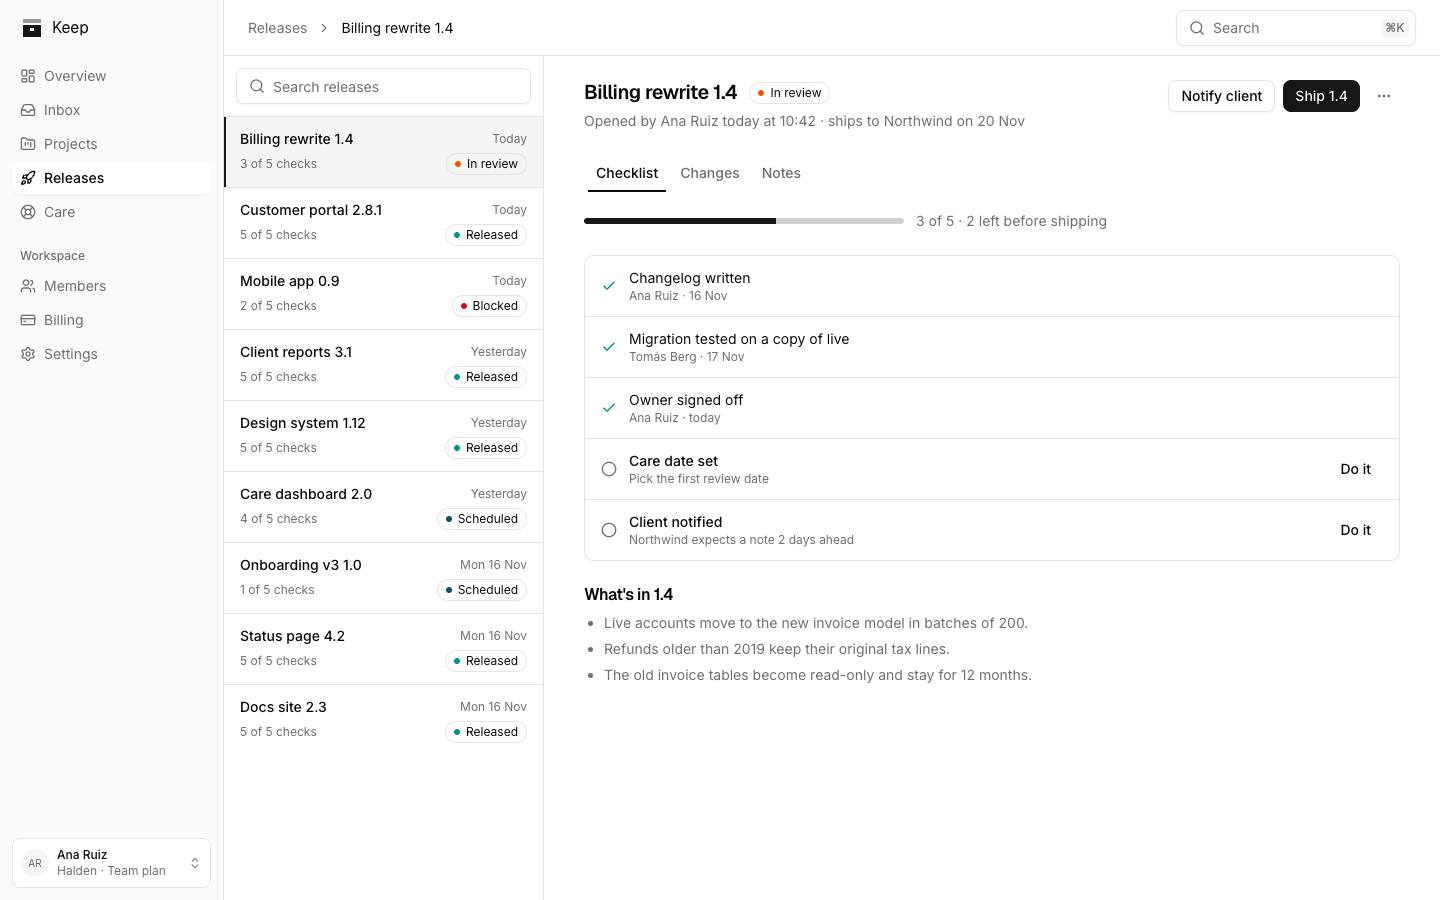 Keep
Overview
Inbox
Projects
Releases
Care
Workspace
Members
Billing
Settings
AR
Ana Ruiz
Halden · Team plan
Releases > Billing rewrite 1.4
Search ⌘K
Search releases
Billing rewrite 1.4 Today
3 of 5 checks In review
Customer portal 2.8.1 Today
5 of 5 checks Released
Mobile app 0.9 Today
2 of 5 checks Blocked
Client reports 3.1 Yesterday
5 of 5 checks Released
Design system 1.12 Yesterday
5 of 5 checks Released
Care dashboard 2.0 Yesterday
4 of 5 checks Scheduled
Onboarding v3 1.0 Mon 16 Nov
1 of 5 checks Scheduled
Status page 4.2 Mon 16 Nov
5 of 5 checks Released
Docs site 2.3 Mon 16 Nov
5 of 5 checks Released
Billing rewrite 1.4 In review
Opened by Ana Ruiz today at 10:42 · ships to Northwind on 20 Nov
Notify client Ship 1.4
Checklist Changes Notes
3 of 5 · 2 left before shipping
Changelog written
Ana Ruiz · 16 Nov
Migration tested on a copy of live
Tomás Berg · 17 Nov
Owner signed off
Ana Ruiz · today
Care date set
Pick the first review date
Do it
Client notified
Northwind expects a note 2 days ahead
Do it
What's in 1.4
• Live accounts move to the new invoice model in batches of 200.
• Refunds older than 2019 keep their original tax lines.
• The old invoice tables become read-only and stay for 12 months.